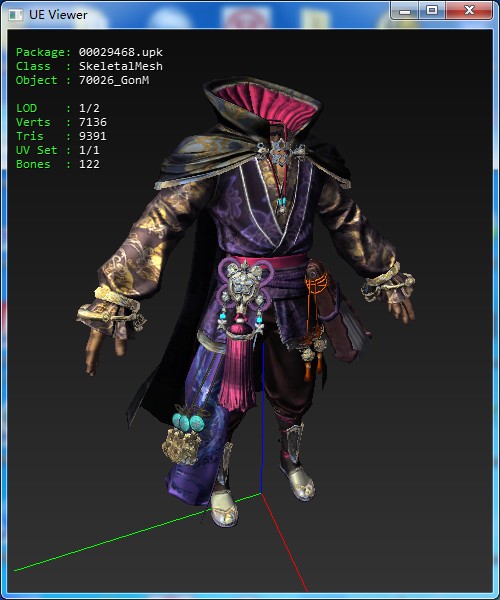 UE Viewer
Package: 00029468.upk
Class  : SkeletalMesh
Object : 70026_GonM
LOD    : 1/2
Verts  : 7136
Tris   : 9391
UV Set : 1/1
Bones  : 122